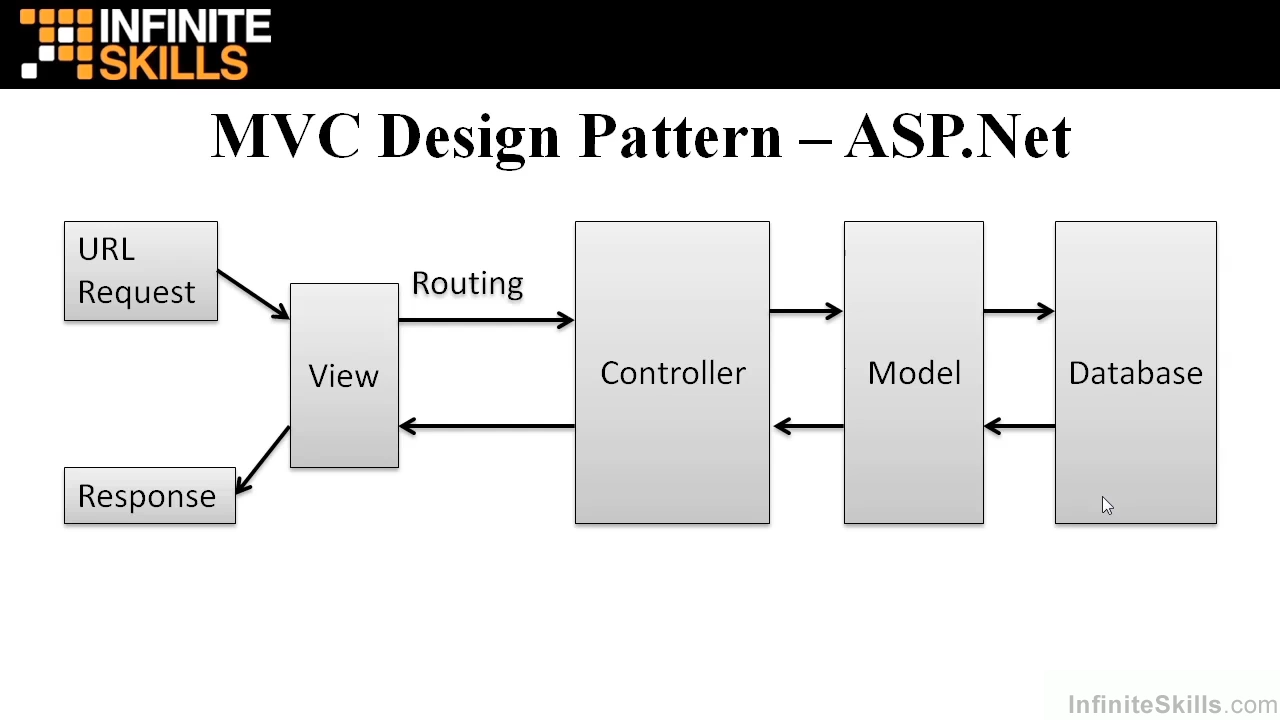 INFINITE
SKILLS
MVC Design Pattern – ASP.Net
URL
Request
Routing
View
Controller
Model
Database
Response
InfiniteSkills.com